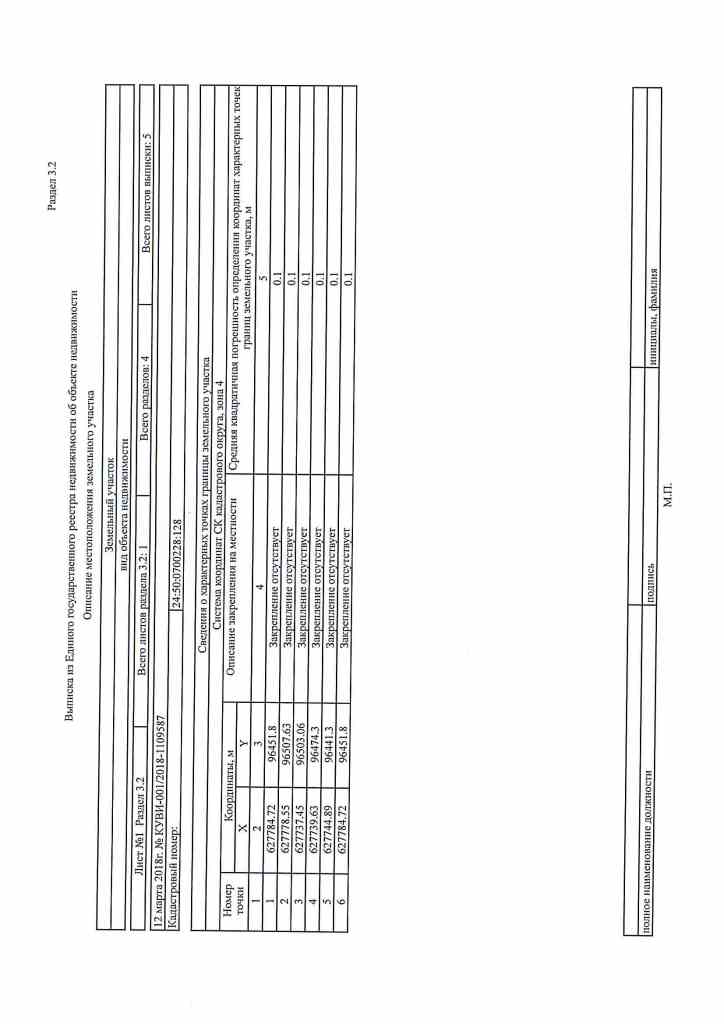 Раздел 3.2
Выписка из Единого государственного реестра недвижимости об объекте недвижимости
Описание местоположения земельного участка
Земельный участок
вид объекта недвижимости
Лист №1 Раздел 3.2 Всего листов раздела 3.2: 1 Всего разделов: 4 Всего листов выписки: 5
12 марта 2018г. № КУВИ-001/2018-1109587
Кадастровый номер: 24:50:0700228:128
Сведения о характерных точках границы земельного участка
Система координат СК кадастрового округа, зона 4
Номер точки Координаты, м Описание закрепления на местности Средняя квадратичная погрешность определения координат характерных точек границ земельного участка, м
X Y
1 2 3 4 5
1 627784.72 96451.8 Закрепление отсутствует 0.1
2 627778.55 96507.63 Закрепление отсутствует 0.1
3 627737.45 96503.06 Закрепление отсутствует 0.1
4 627739.63 96474.3 Закрепление отсутствует 0.1
5 627744.89 96441.3 Закрепление отсутствует 0.1
6 627784.72 96451.8 Закрепление отсутствует 0.1
полное наименование должности подпись инициалы, фамилия
М.П.